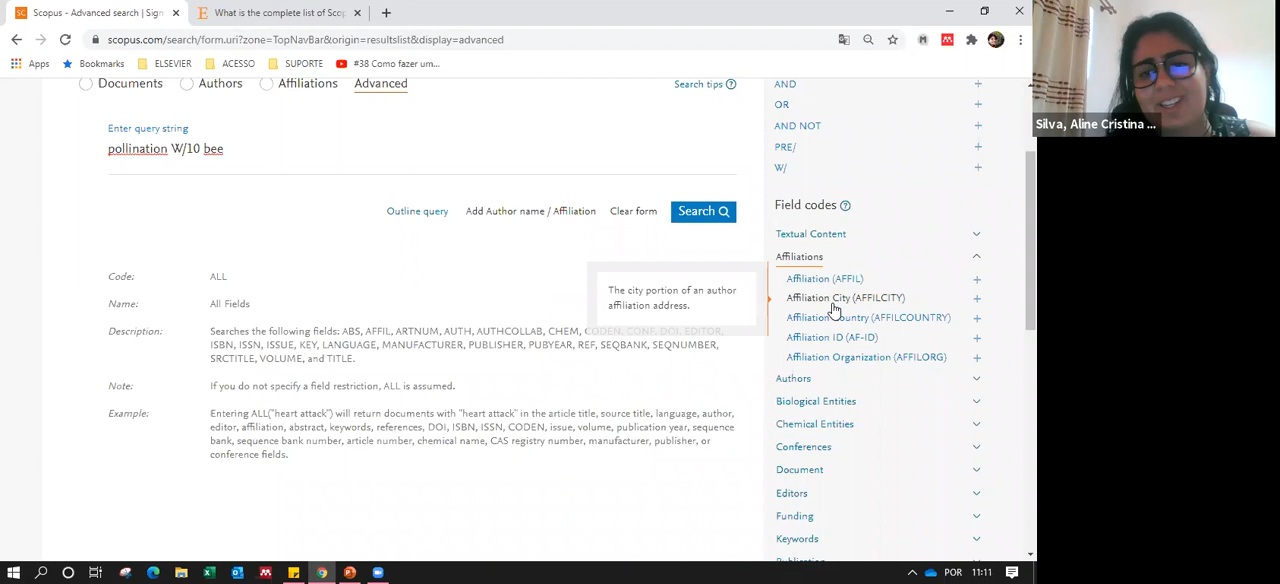 Scopus - Advanced search | Sign
What is the complete list of Scop
scopus.com/search/form.uri?zone=TopNavBar&origin=resultslist&display=advanced
Apps
Bookmarks
ELSEVIER
ACESSO
SUPORTE
#38 Como fazer um...
Documents
Authors
Affiliations
Advanced
Search tips
Enter query string
pollination W/10 bee
Outline query
Add Author name / Affiliation
Clear form
Search
Code: ALL
Name: All Fields
Description: Searches the following fields: ABS, AFFIL, ARTNUM, AUTH, AUTHCOLLAB, CHEM, CODEN, CONF, DOI, EDITOR,
ISBN, ISSN, ISSUE, KEY, LANGUAGE, MANUFACTURER, PUBLISHER, PUBYEAR, REF, SEQBANK, SEQNUMBER,
SRCTITLE, VOLUME, and TITLE.
Note: If you do not specify a field restriction, ALL is assumed.
Example: Entering ALL("heart attack") will return documents with "heart attack" in the article title, source title, language, author,
editor, affiliation, abstract, keywords, references, DOI, ISBN, ISSN, CODEN, issue, volume, publication year, sequence
bank, sequence bank number, article number, chemical name, CAS registry number, manufacturer, publisher, or
conference fields.
The city portion of an author
affiliation address.
AND
OR
AND NOT
PRE/
W/
Field codes
Textual Content
Affiliations
Affiliation (AFFIL)
Affiliation City (AFFILCITY)
Affiliation Country (AFFILCOUNTRY)
Affiliation ID (AF-ID)
Affiliation Organization (AFFILORG)
Authors
Biological Entities
Chemical Entities
Conferences
Document
Editors
Funding
Keywords
Silva, Aline Cristina ...
POR
11:11